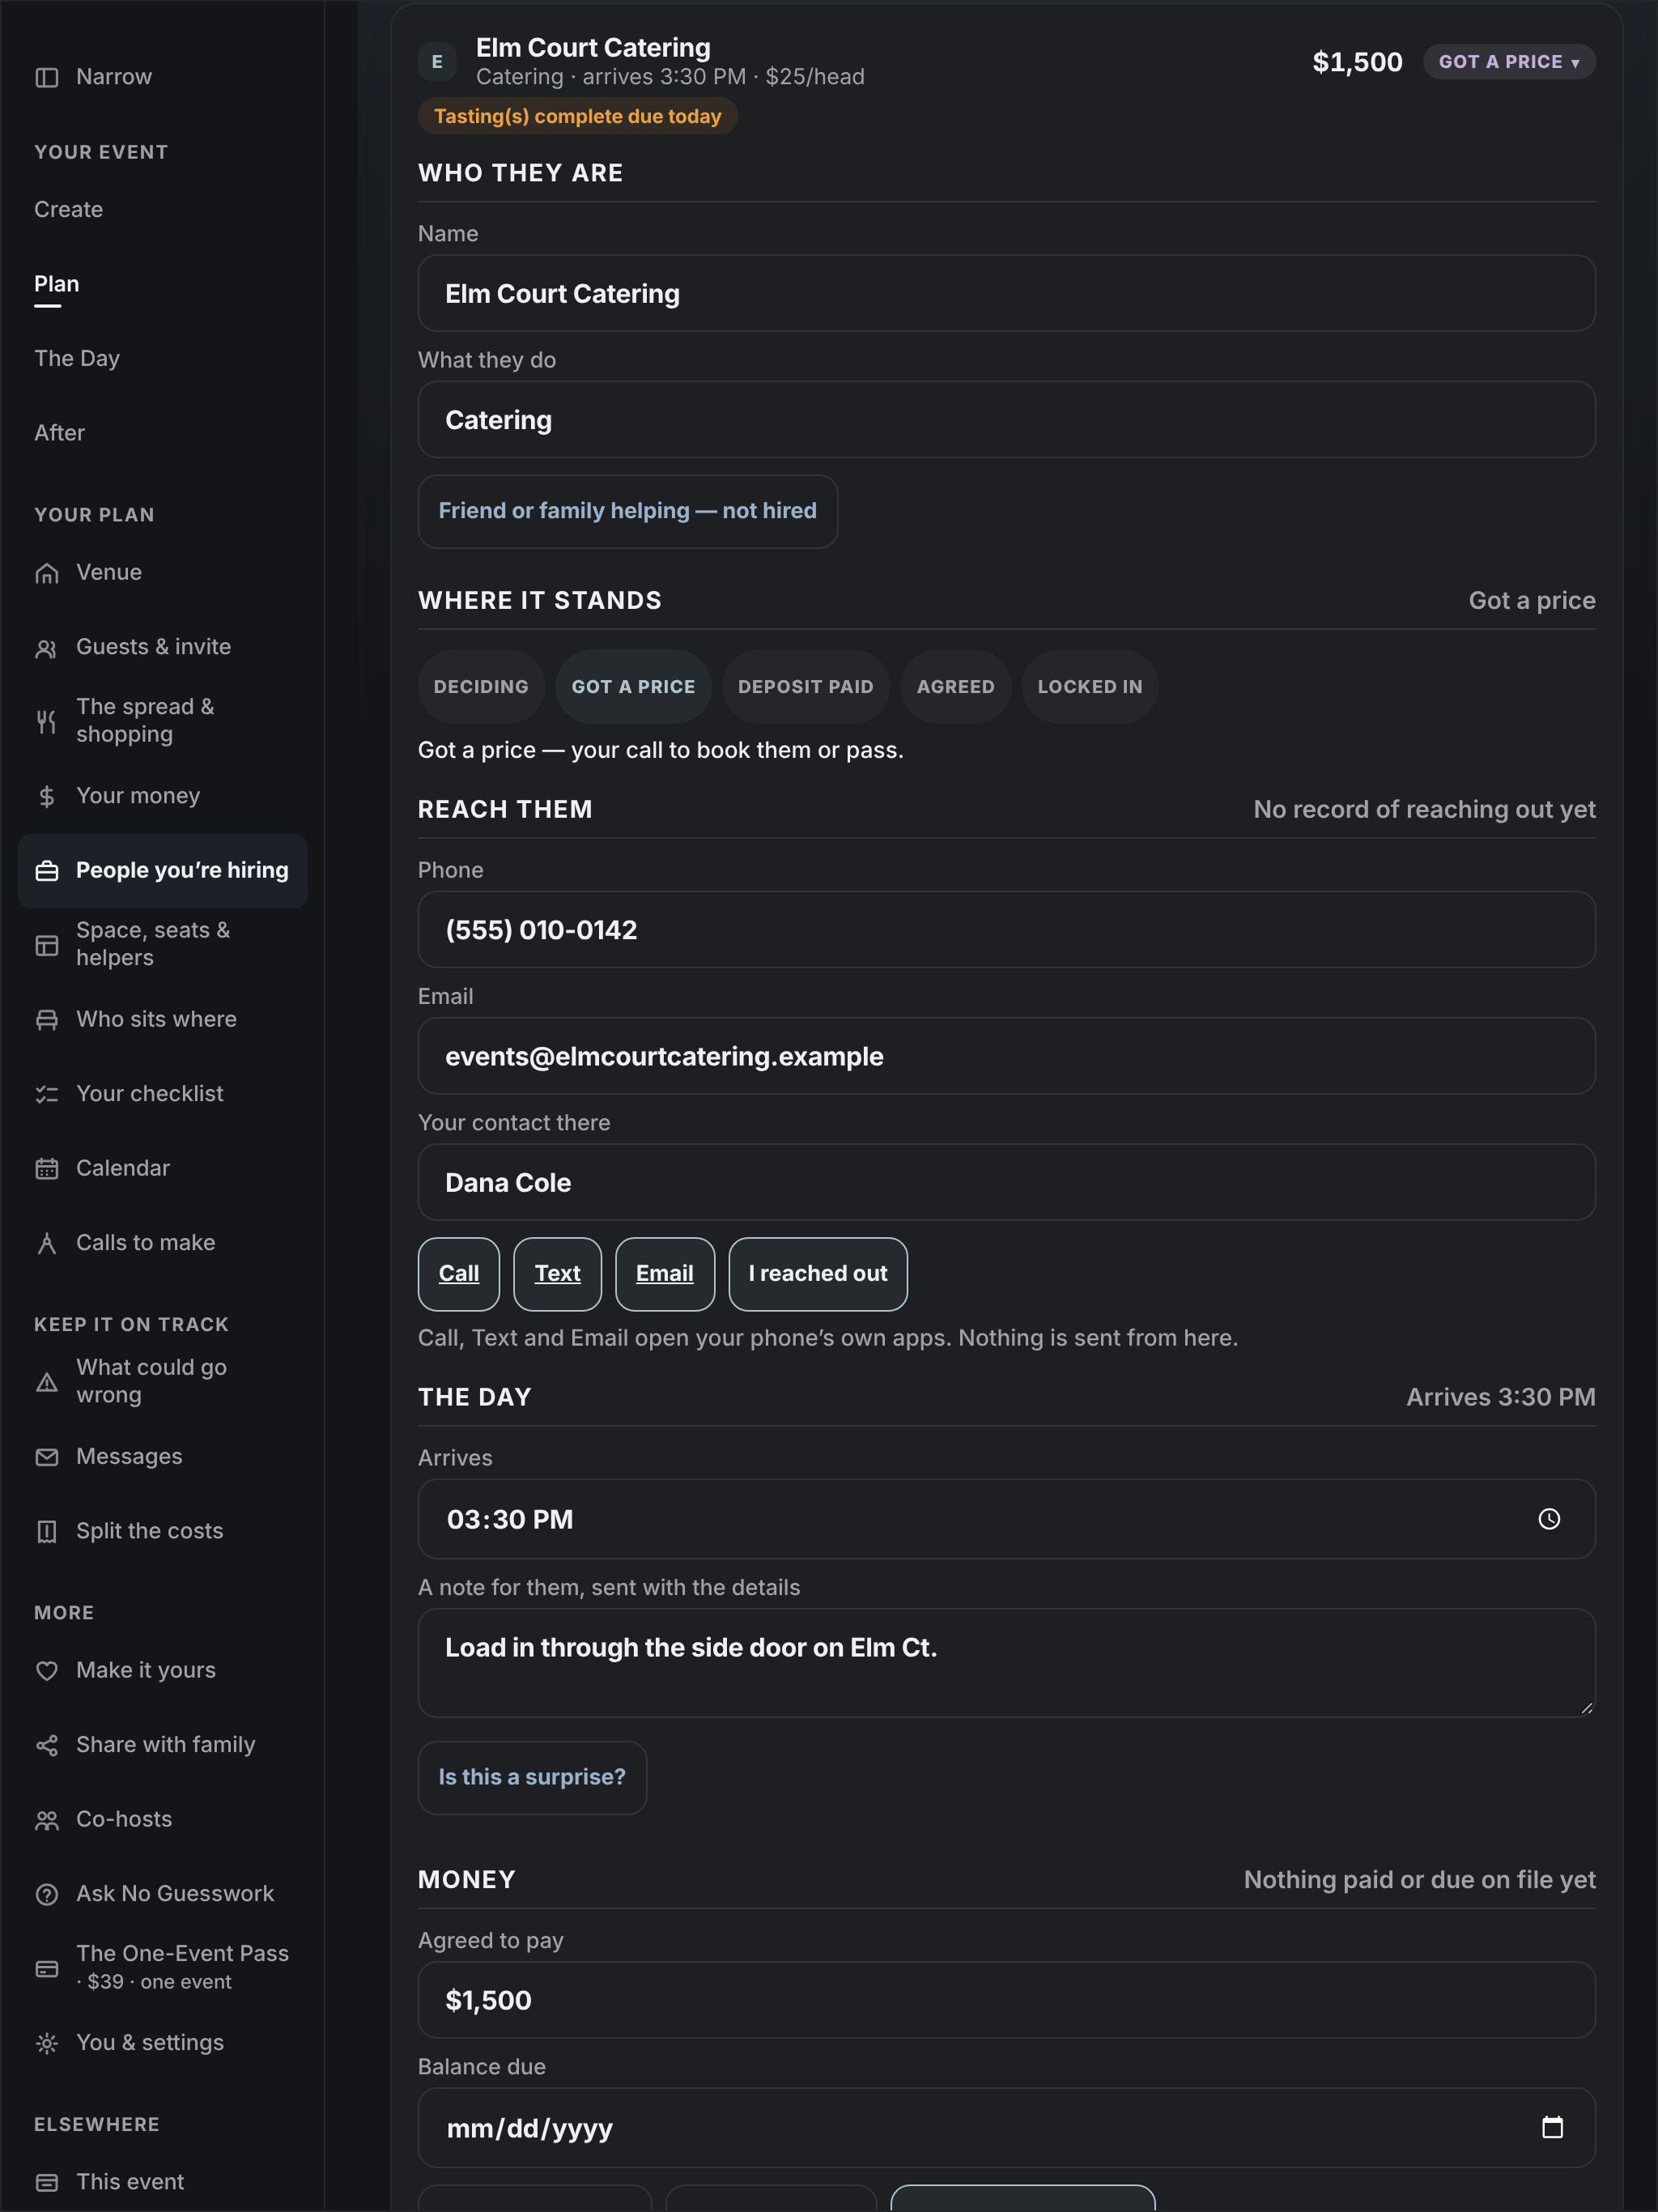 Narrow
YOUR EVENT
Create
Plan
The Day
After
YOUR PLAN
Venue
Guests & invite
The spread &
shopping
Your money
People you’re hiring
Space, seats &
helpers
Who sits where
Your checklist
Calendar
Calls to make
KEEP IT ON TRACK
What could go
wrong
Messages
Split the costs
MORE
Make it yours
Share with family
Co-hosts
Ask No Guesswork
The One-Event Pass
· $39 · one event
You & settings
ELSEWHERE
This event
E
Elm Court Catering
Catering · arrives 3:30 PM · $25/head
$1,500
GOT A PRICE ▾
Tasting(s) complete due today
WHO THEY ARE
Name
Elm Court Catering
What they do
Catering
Friend or family helping — not hired
WHERE IT STANDS
Got a price
DECIDING
GOT A PRICE
DEPOSIT PAID
AGREED
LOCKED IN
Got a price — your call to book them or pass.
REACH THEM
No record of reaching out yet
Phone
(555) 010-0142
Email
events@elmcourtcatering.example
Your contact there
Dana Cole
Call
Text
Email
I reached out
Call, Text and Email open your phone’s own apps. Nothing is sent from here.
THE DAY
Arrives 3:30 PM
Arrives
03:30 PM
A note for them, sent with the details
Load in through the side door on Elm Ct.
Is this a surprise?
MONEY
Nothing paid or due on file yet
Agreed to pay
$1,500
Balance due
mm/dd/yyyy